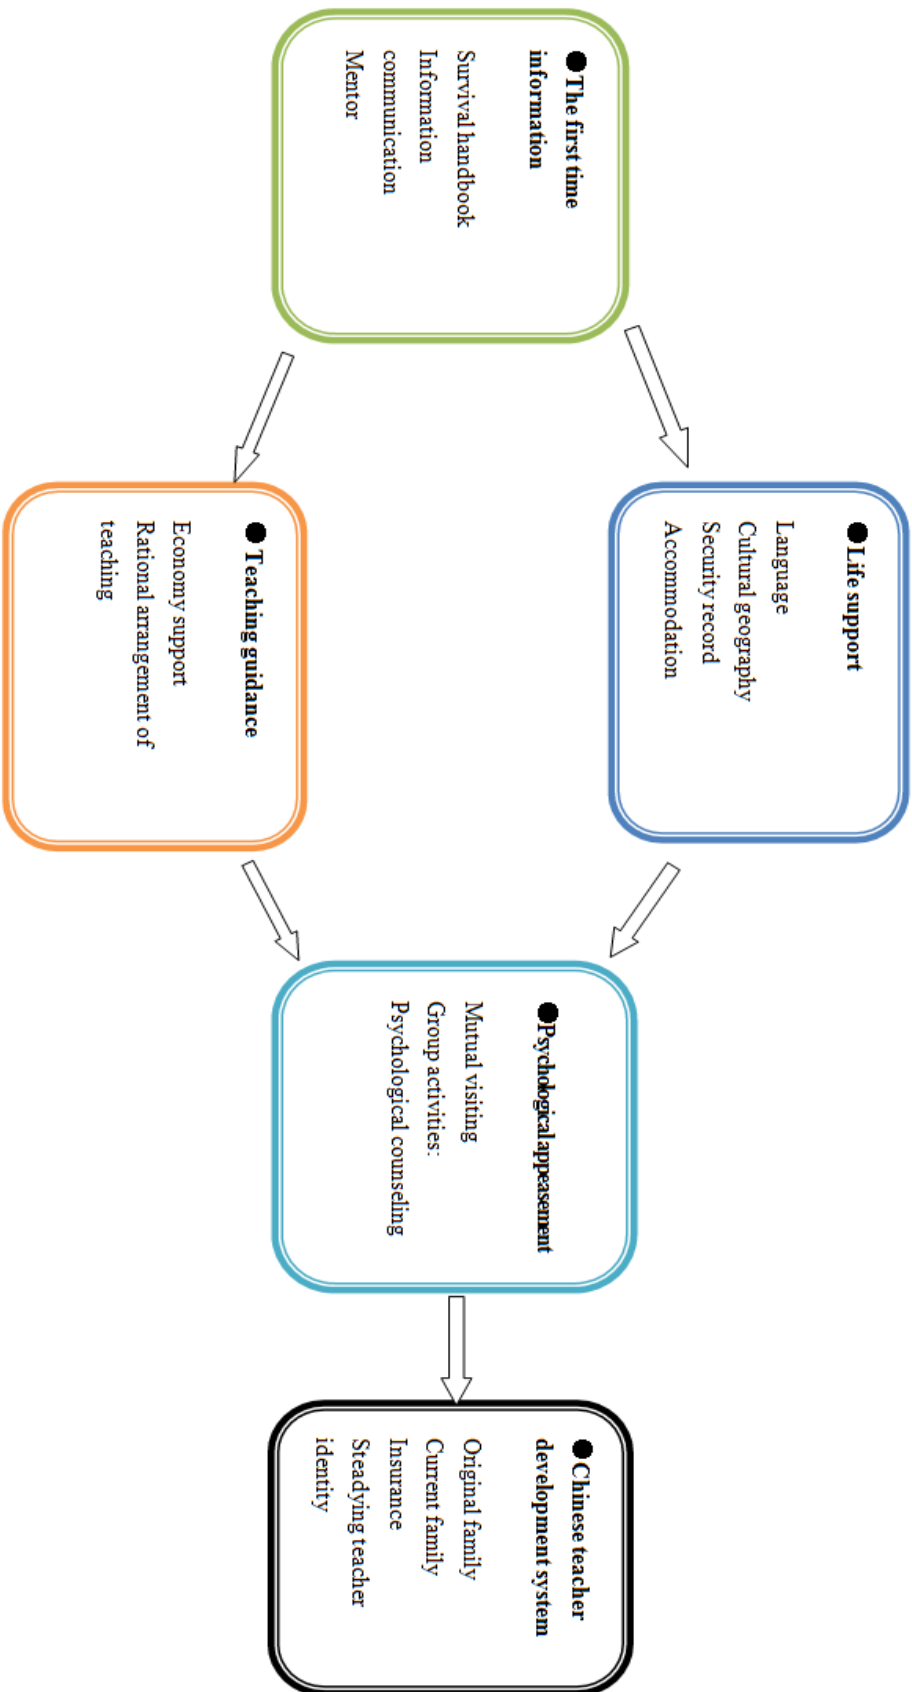 ●The first time
information
Survival handbook
Information
communication
Mentor
●Life support
Language
Cultural geography
Security record
Accommodation
● Teaching guidance
Economy support
Rational arrangement of
teaching
●Psychological appeasement
Mutual visiting
Group activities:
Psychological counseling
●Chinese teacher
development system
Original family
Current family
Insurance
Steadying teacher
identity